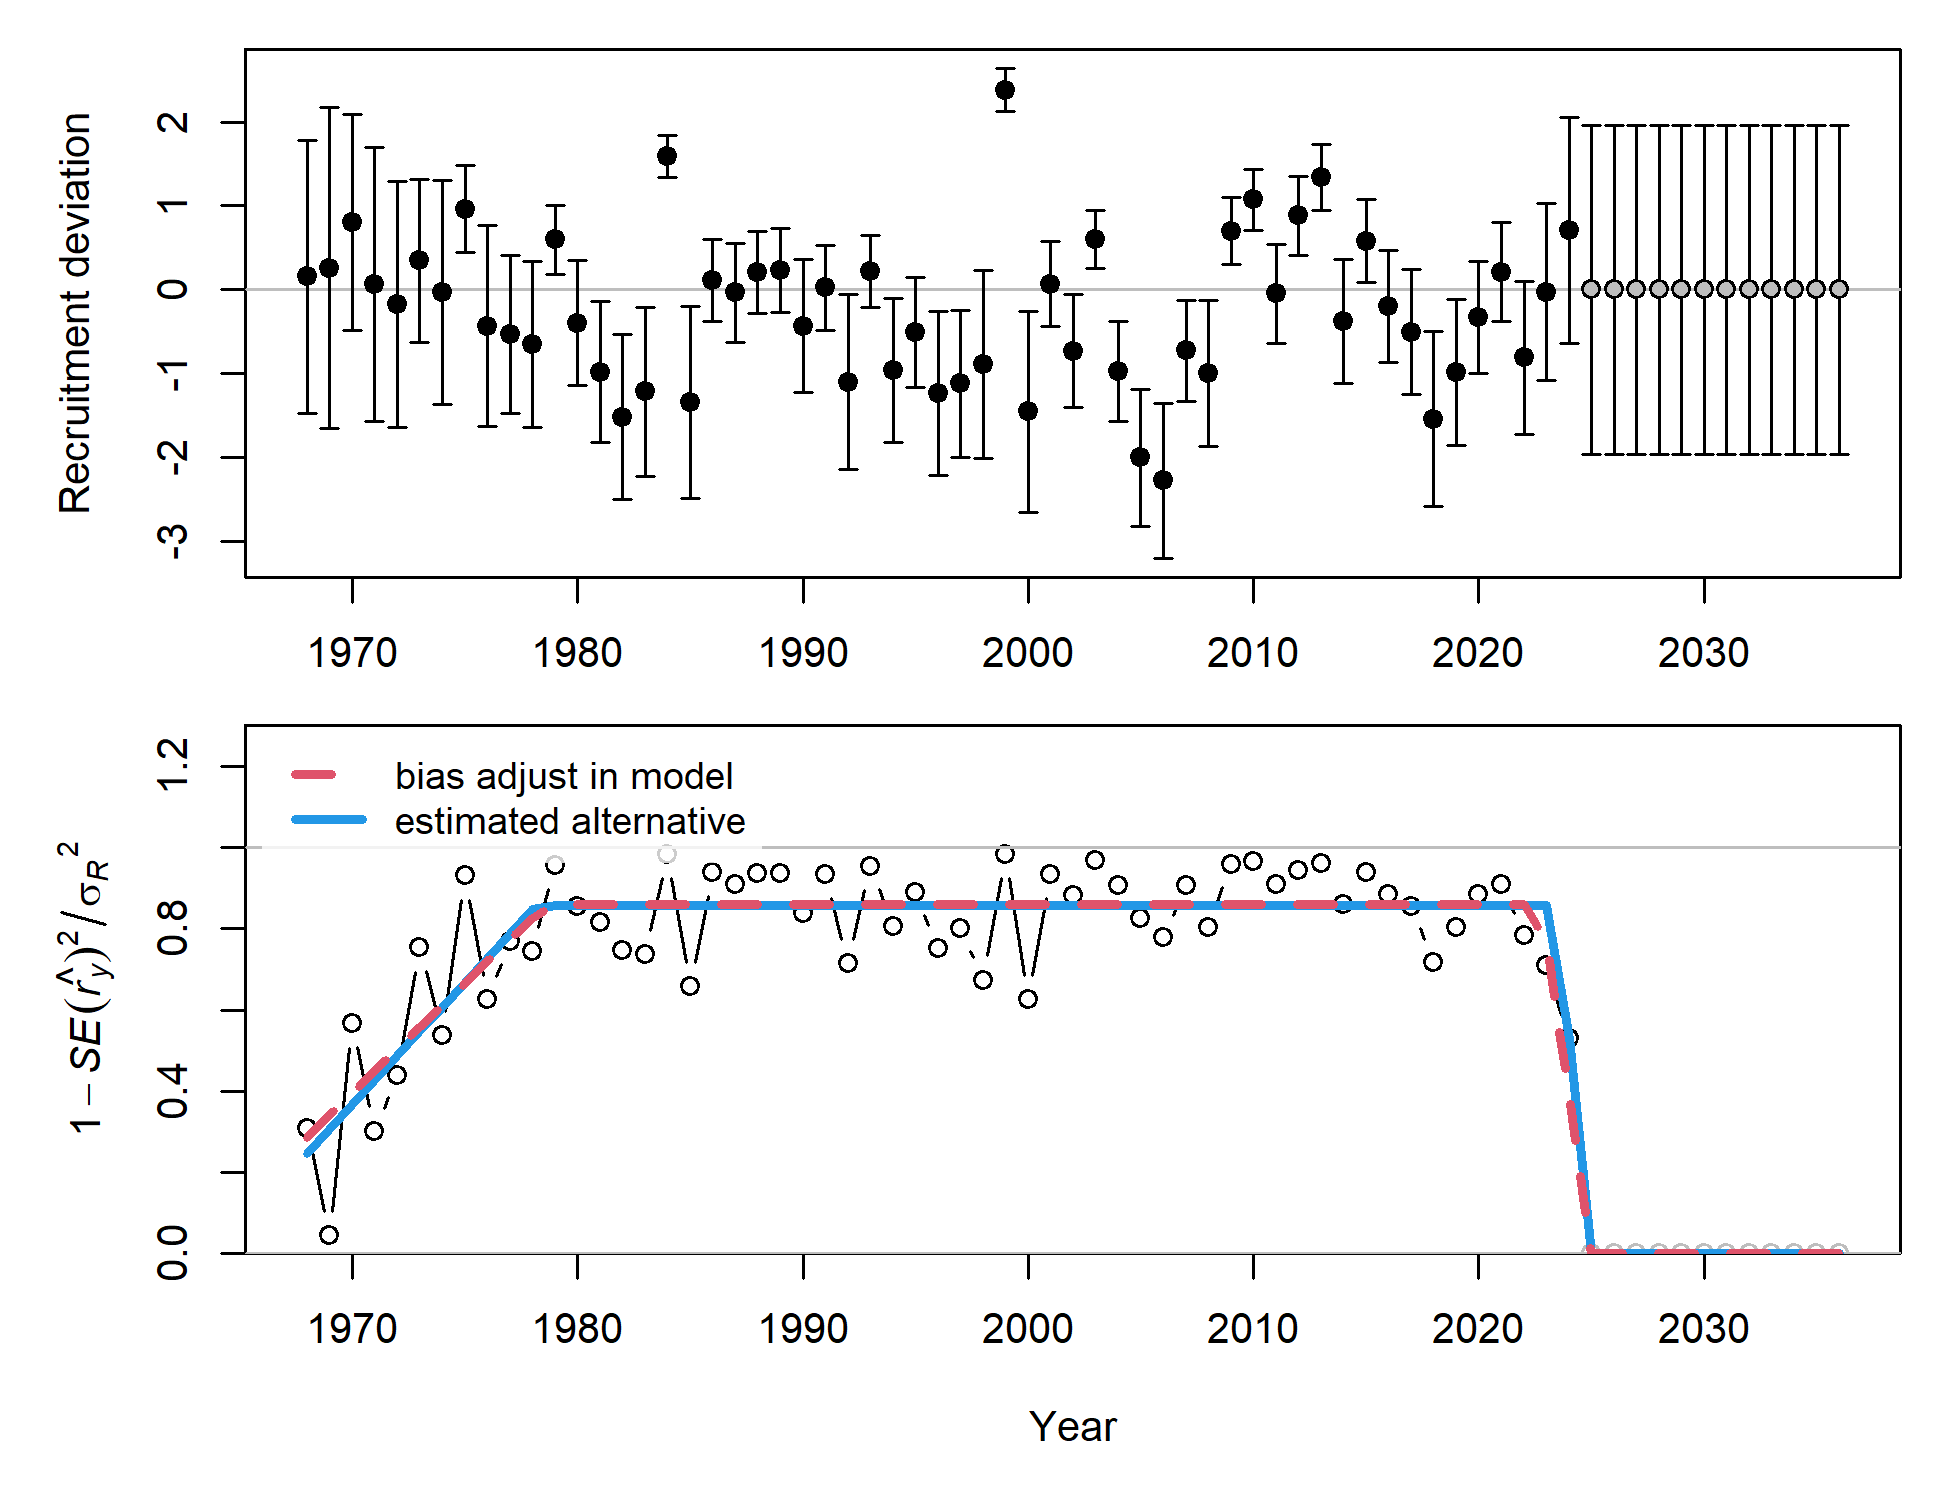 Recruitment deviation
2
1
0
-1
-2
-3
1970 1980 1990 2000 2010 2020 2030
bias adjust in model
estimated alternative
1 − SE(r̂_y)² / σ_R²
1.2
0.8
0.4
0.0
1970 1980 1990 2000 2010 2020 2030
Year